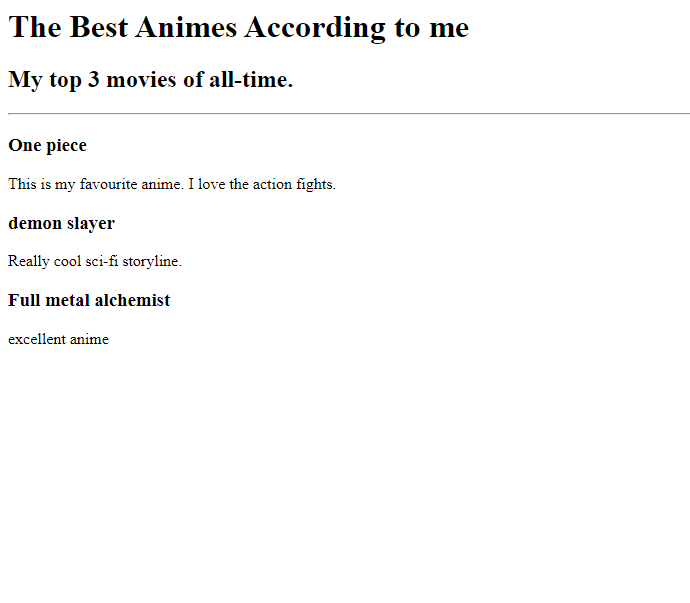 The Best Animes According to me
My top 3 movies of all-time.
One piece
This is my favourite anime. I love the action fights.
demon slayer
Really cool sci-fi storyline.
Full metal alchemist
excellent anime